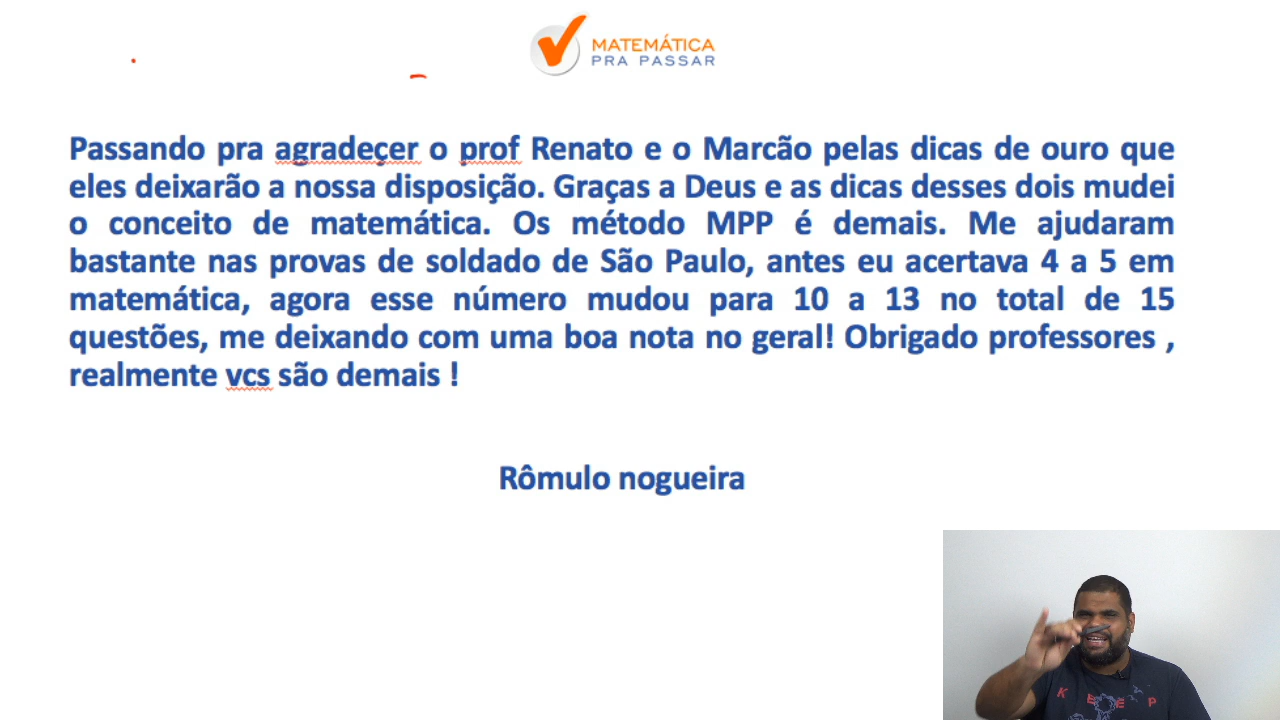 MATEMÁTICA
PRA PASSAR
Passando pra agradeçer o prof Renato e o Marcão pelas dicas de ouro que
eles deixarão a nossa disposição. Graças a Deus e as dicas desses dois mudei
o conceito de matemática. Os método MPP é demais. Me ajudaram
bastante nas provas de soldado de São Paulo, antes eu acertava 4 a 5 em
matemática, agora esse número mudou para 10 a 13 no total de 15
questões, me deixando com uma boa nota no geral! Obrigado professores ,
realmente vcs são demais !
Rômulo nogueira
K E E P